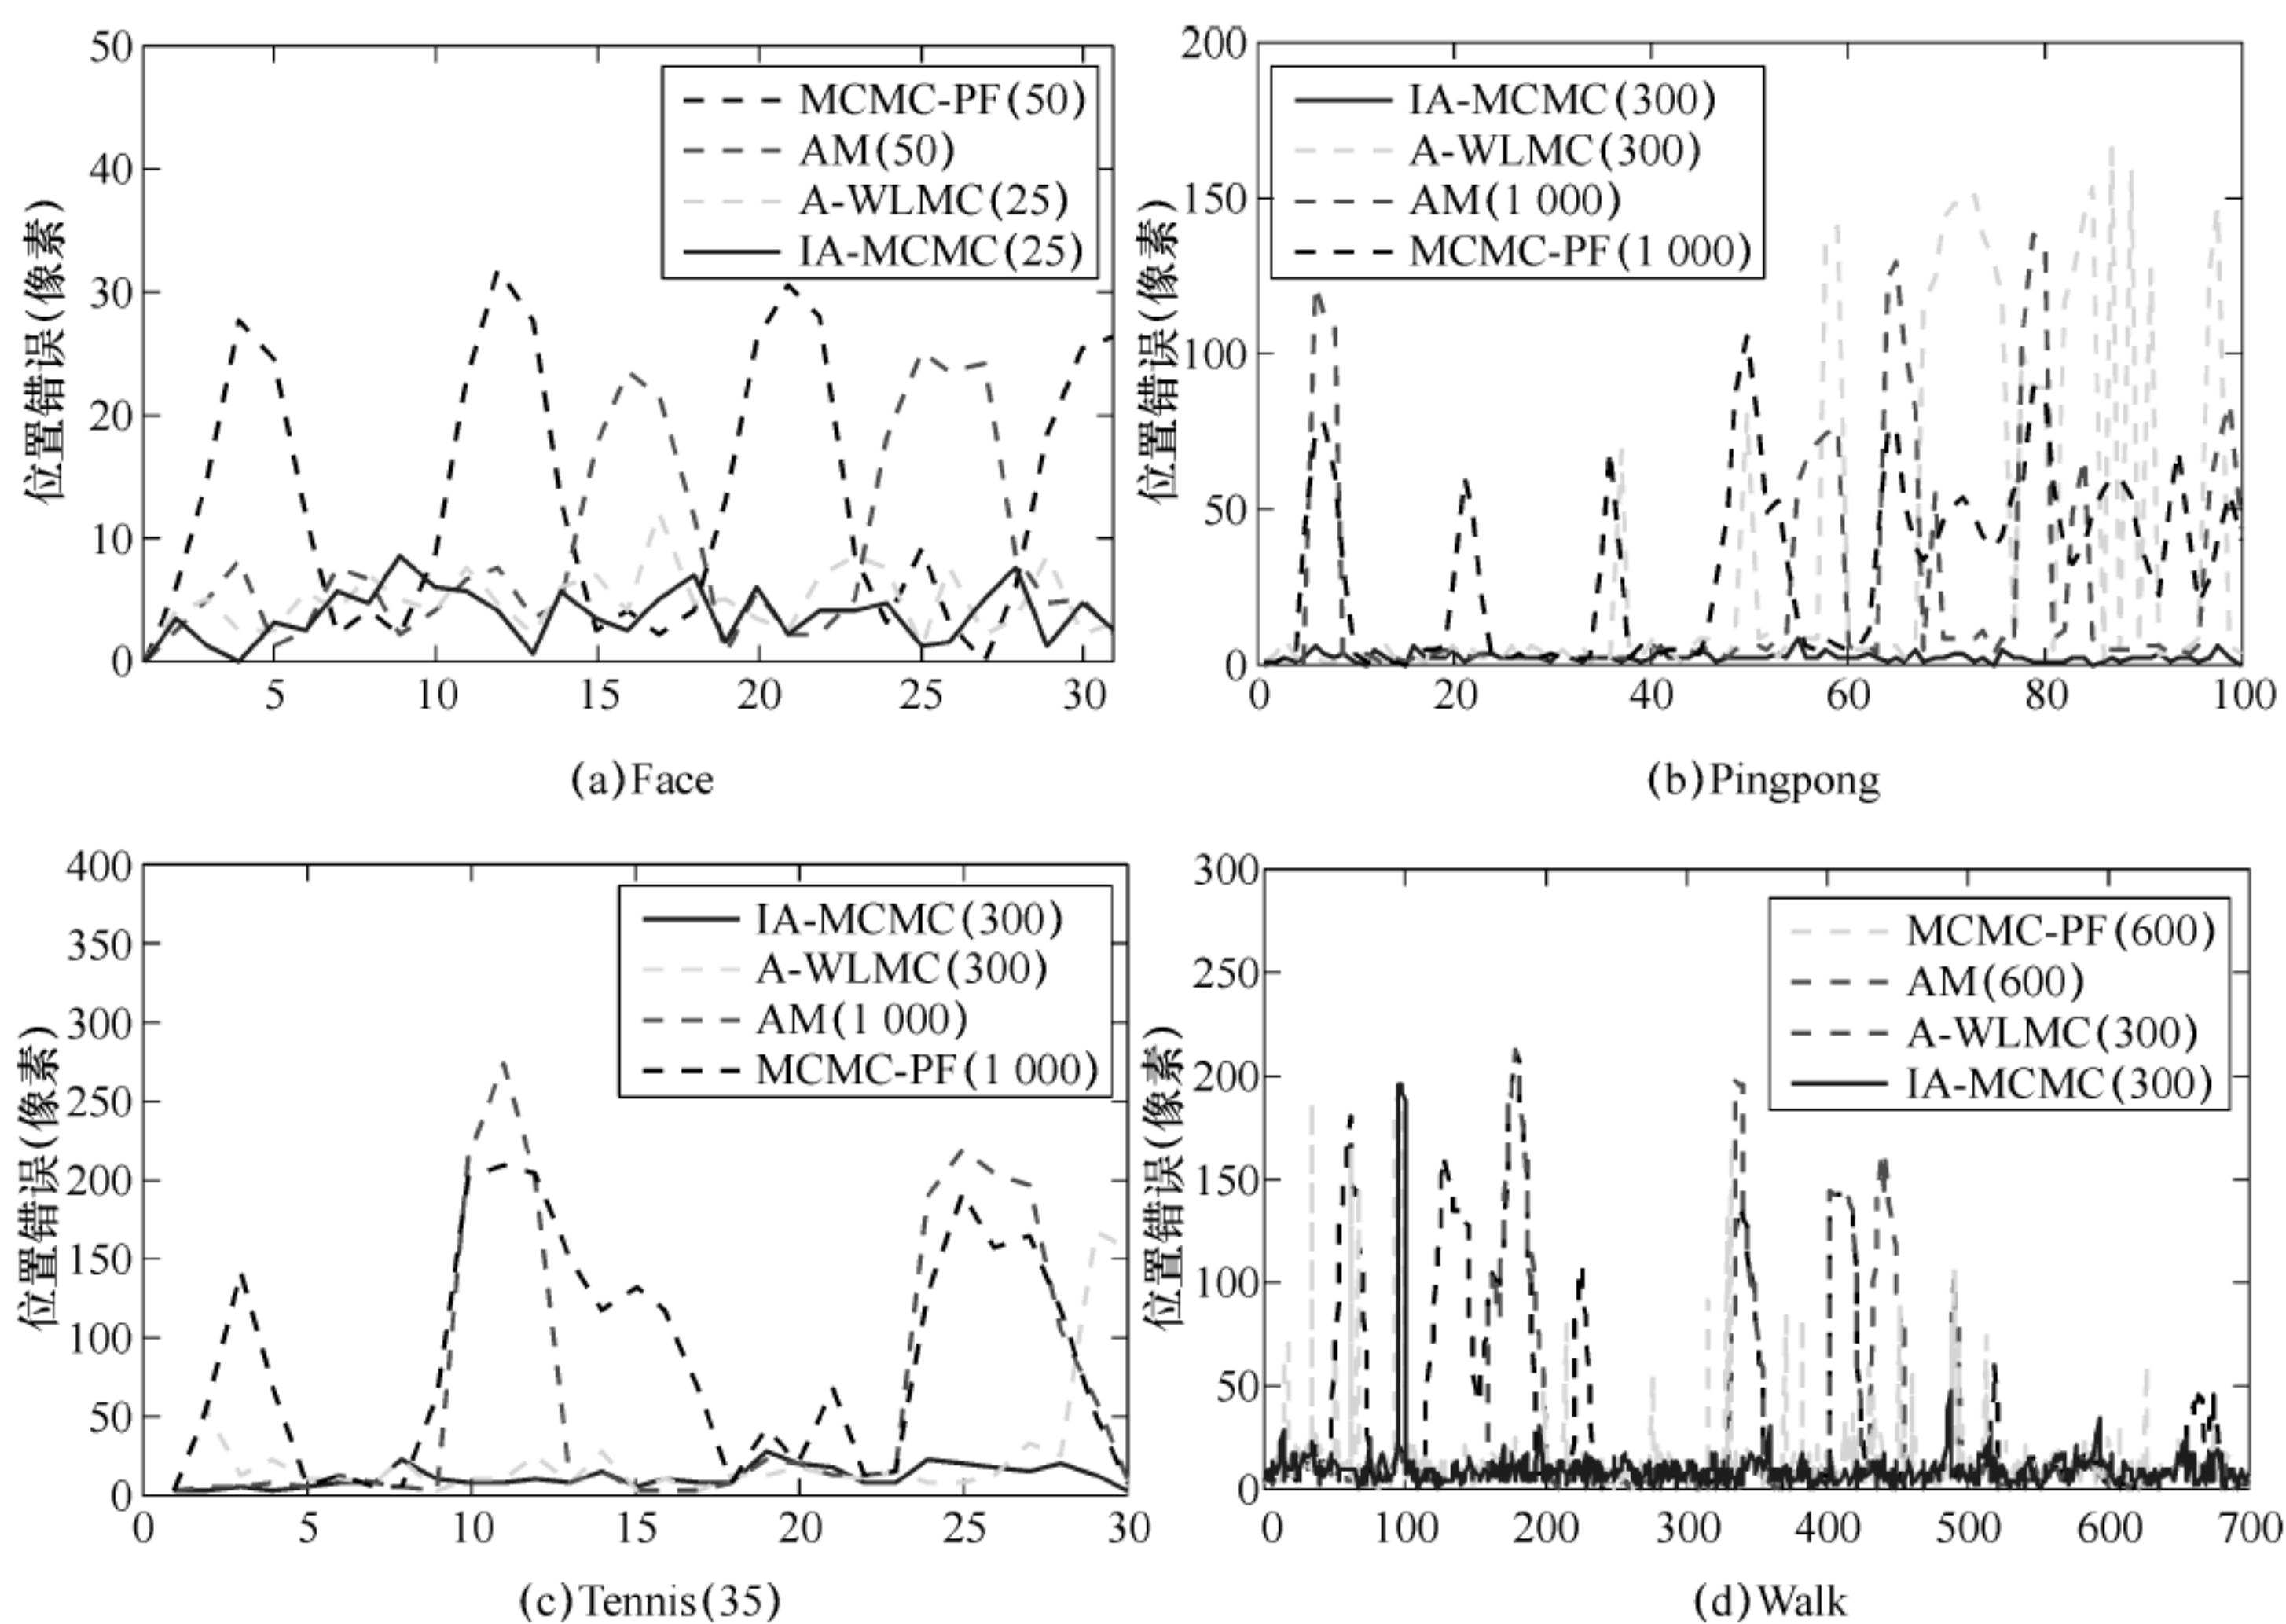 50
40
30
20
10
0
位置错误(像素)
MCMC-PF(50)
AM(50)
A-WLMC(25)
IA-MCMC(25)
5 10 15 20 25 30
(a)Face
200
150
100
50
0
位置错误(像素)
IA-MCMC(300)
A-WLMC(300)
AM(1 000)
MCMC-PF(1 000)
0 20 40 60 80 100
(b)Pingpong
400
350
300
250
200
150
100
50
0
位置错误(像素)
IA-MCMC(300)
A-WLMC(300)
AM(1 000)
MCMC-PF(1 000)
0 5 10 15 20 25 30
(c)Tennis(35)
300
250
200
150
100
50
0
位置错误(像素)
MCMC-PF(600)
AM(600)
A-WLMC(300)
IA-MCMC(300)
0 100 200 300 400 500 600 700
(d)Walk